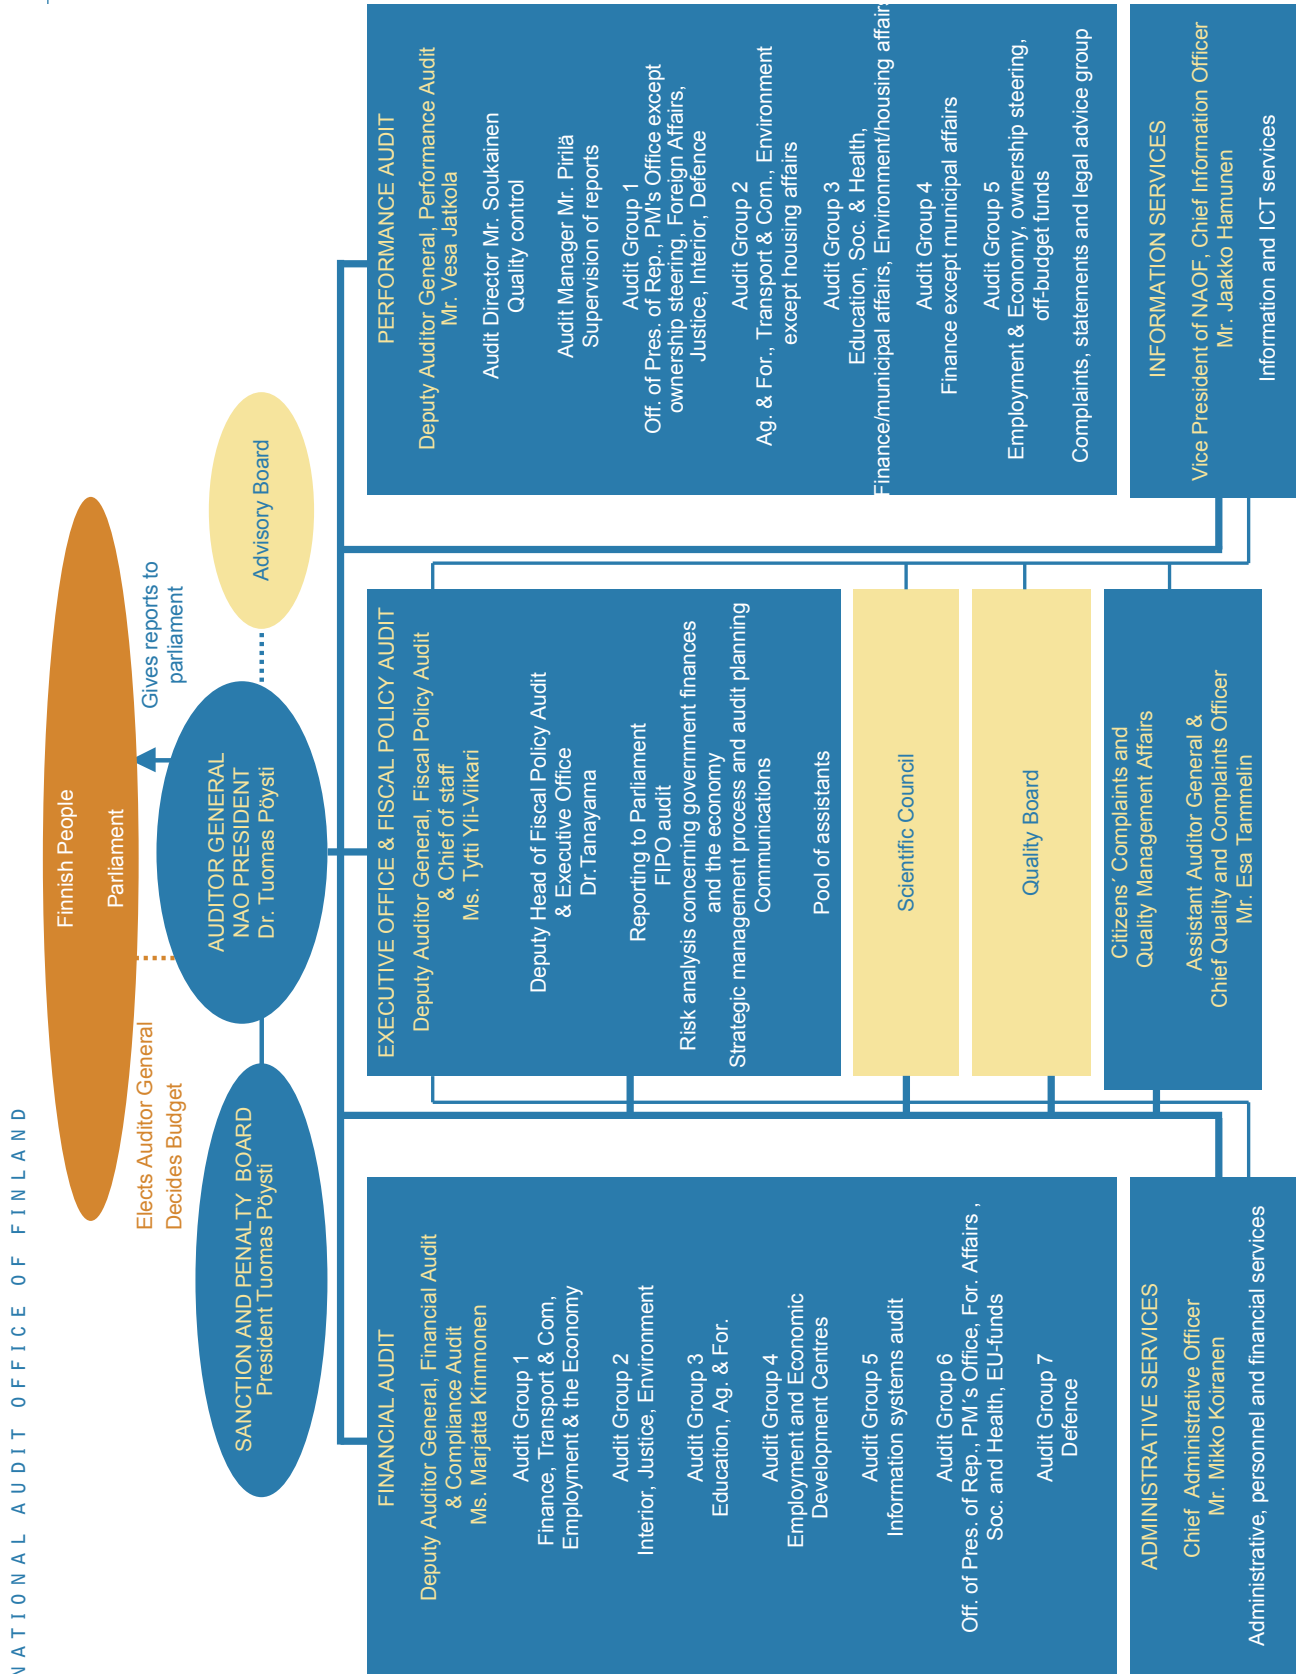 NATIONAL AUDIT OFFICE OF FINLAND
Finnish People
Parliament
Elects Auditor General
Decides Budget
Gives reports to
parliament
SANCTION AND PENALTY BOARD
President Tuomas Pöysti
AUDITOR GENERAL
NAO PRESIDENT
Dr. Tuomas Pöysti
Advisory Board
FINANCIAL AUDIT
Deputy Auditor General, Financial Audit
& Compliance Audit
Ms. Marjatta Kimmonen
Audit Group 1
Finance, Transport & Com,
Employment & the Economy
Audit Group 2
Interior, Justice, Environment
Audit Group 3
Education, Ag. & For.
Audit Group 4
Employment and Economic
Development Centres
Audit Group 5
Information systems audit
Audit Group 6
Off. of Pres. of Rep., PM´s Office, For. Affairs ,
Soc. and Health, EU-funds
Audit Group 7
Defence
ADMINISTRATIVE SERVICES
Chief Administrative Officer
Mr. Mikko Koiranen
Administrative, personnel and financial services
EXECUTIVE OFFICE & FISCAL POLICY AUDIT
Deputy Auditor General, Fiscal Policy Audit
& Chief of staff
Ms. Tytti Yli-Viikari
Deputy Head of Fiscal Policy Audit
& Executive Office
Dr.Tanayama
Reporting to Parliament
FIPO audit
Risk analysis concerning government finances
and the economy
Strategic management process and audit planning
Communications
Pool of assistants
Scientific Council
Quality Board
Citizens´ Complaints and
Quality Management Affairs
Assistant Auditor General &
Chief Quality and Complaints Officer
Mr. Esa Tammelin
PERFORMANCE AUDIT
Deputy Auditor General, Performance Audit
Mr. Vesa Jatkola
Audit Director Mr. Soukainen
Quality control
Audit Manager Mr. Pirilä
Supervision of reports
Audit Group 1
Off. of Pres. of Rep., PM's Office except
ownership steering, Foreign Affairs,
Justice, Interior, Defence
Audit Group 2
Ag. & For., Transport & Com., Environment
except housing affairs
Audit Group 3
Education, Soc. & Health,
Finance/municipal affairs, Environment/housing affairs
Audit Group 4
Finance except municipal affairs
Audit Group 5
Employment & Economy, ownership steering,
off-budget funds
Complaints, statements and legal advice group
INFORMATION SERVICES
Vice President of NAOF, Chief Information Officer
Mr. Jaakko Hamunen
Information and ICT services